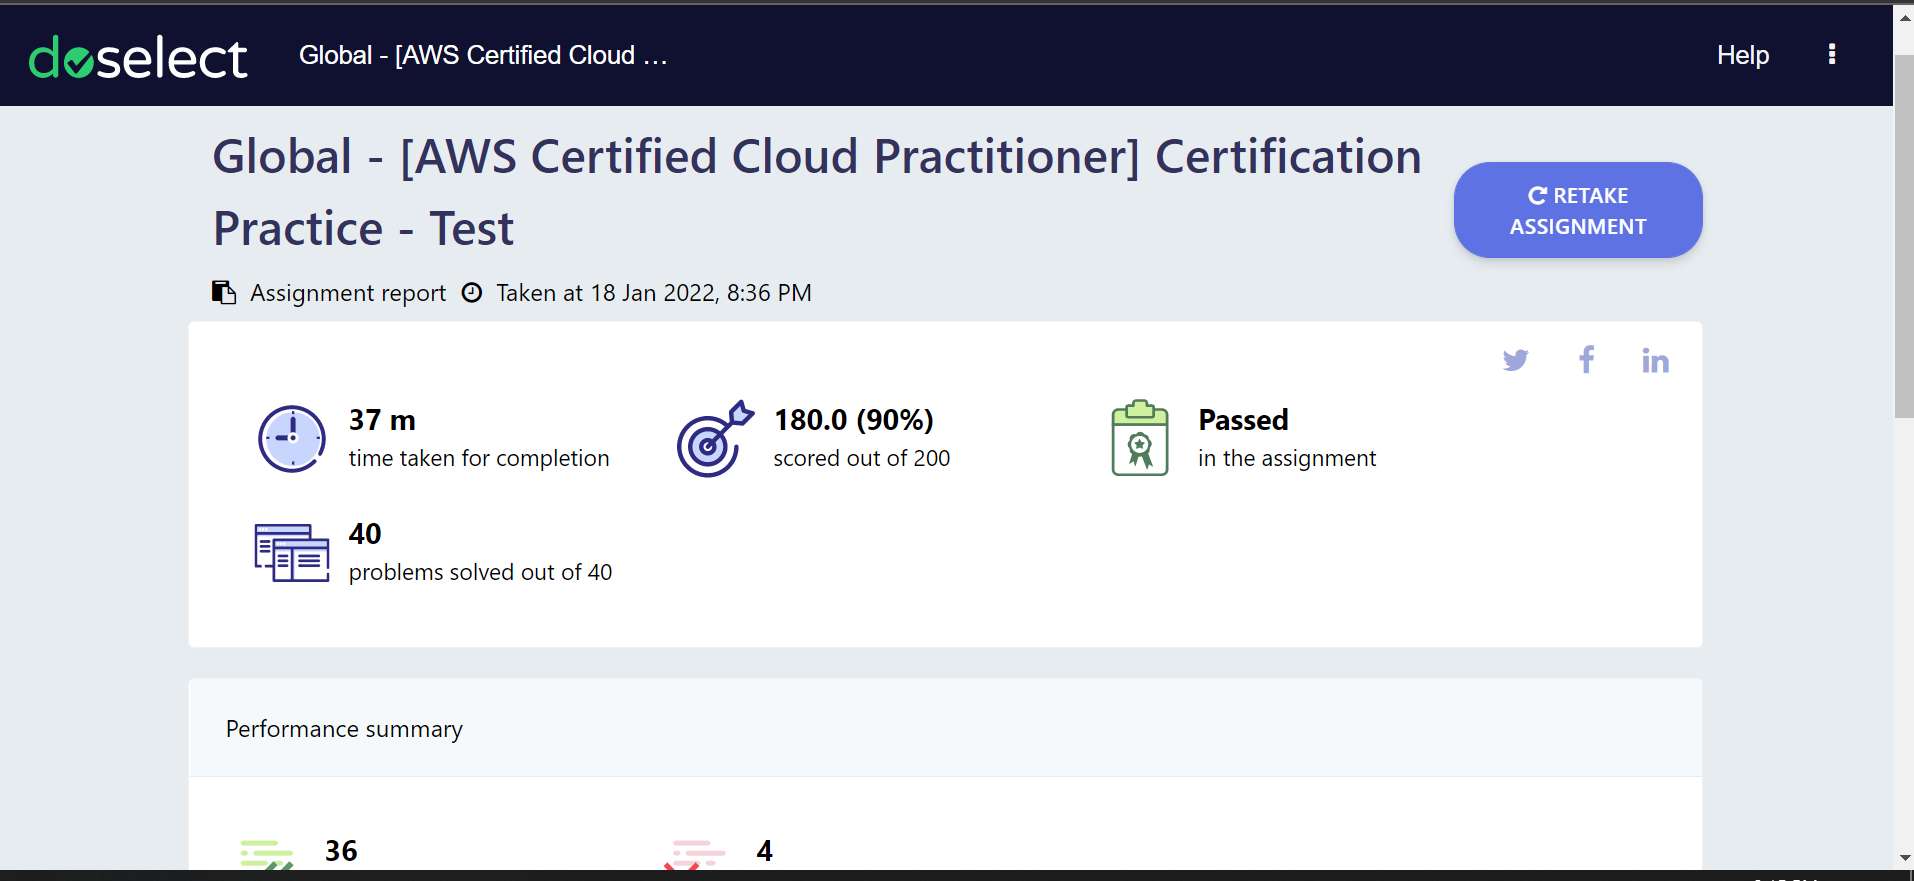 doselect Global - [AWS Certified Cloud … Help
Global - [AWS Certified Cloud Practitioner] Certification
Practice - Test
RETAKE
ASSIGNMENT
Assignment report Taken at 18 Jan 2022, 8:36 PM
37 m
time taken for completion
180.0 (90%)
scored out of 200
Passed
in the assignment
40
problems solved out of 40
Performance summary
36
4